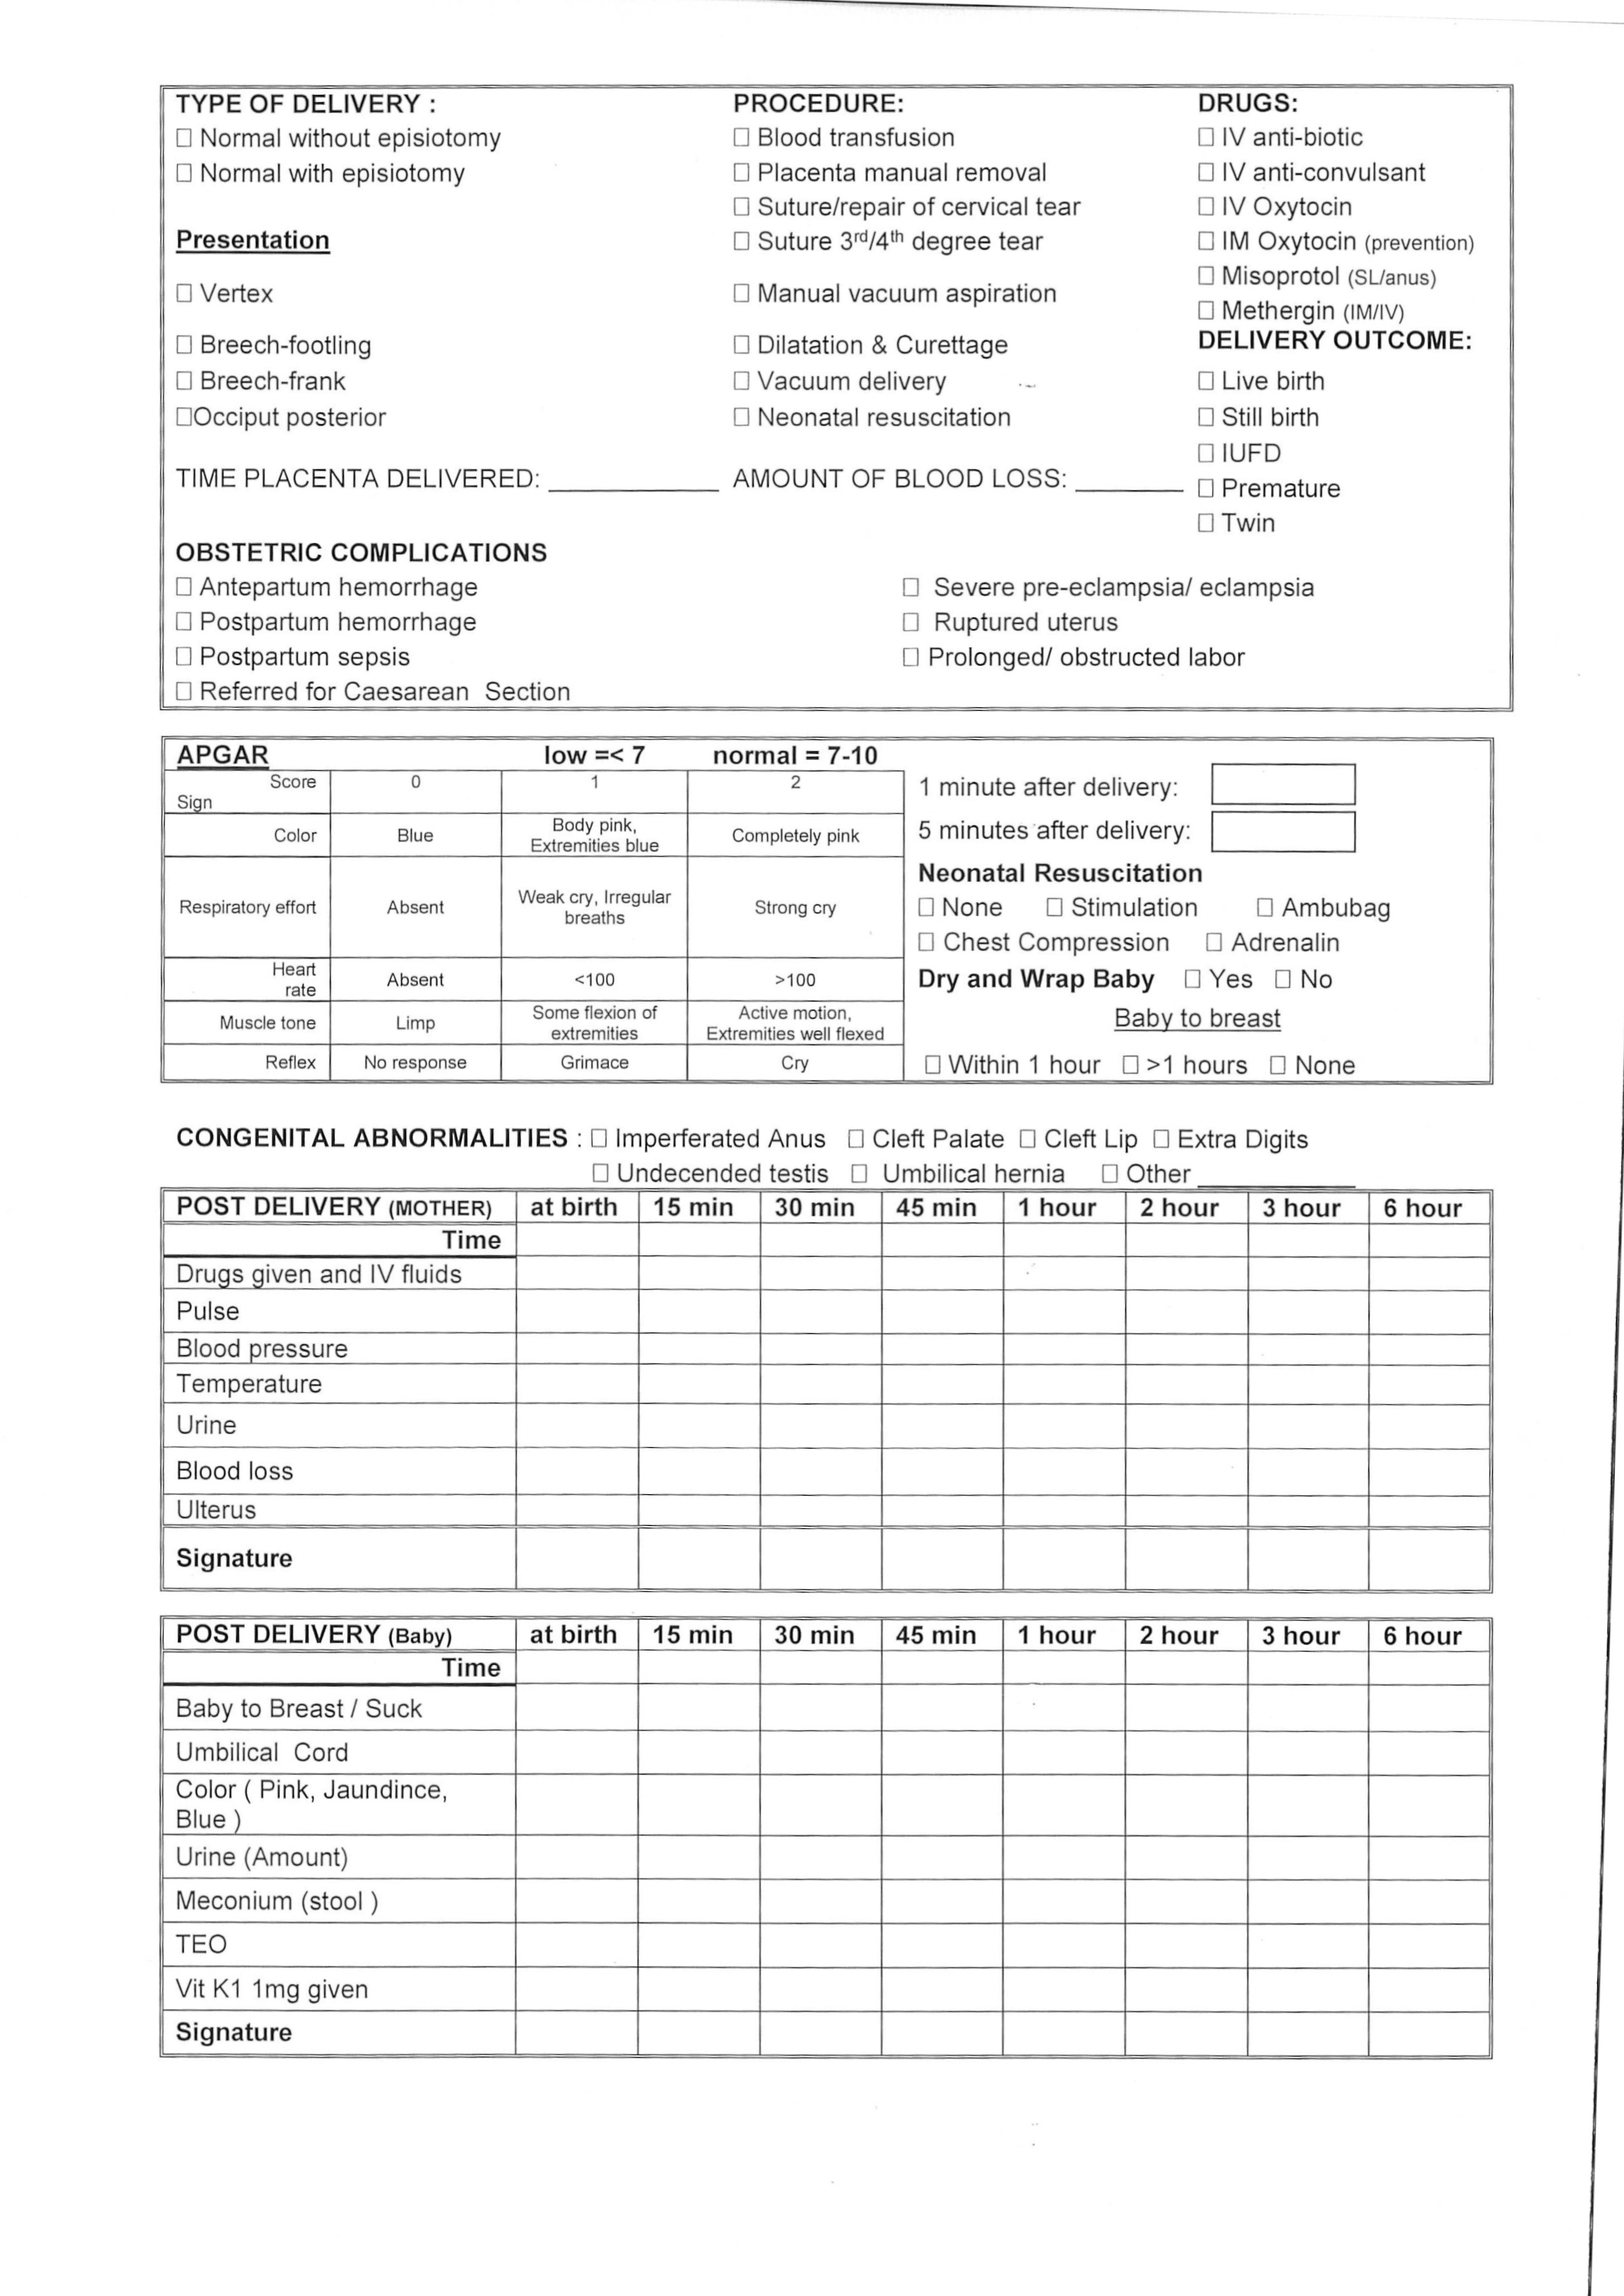 TYPE OF DELIVERY : PROCEDURE: DRUGS:
☐ Normal without episiotomy ☐ Blood transfusion ☐ IV anti-biotic
☐ Normal with episiotomy ☐ Placenta manual removal ☐ IV anti-convulsant
☐ Suture/repair of cervical tear ☐ IV Oxytocin
Presentation ☐ Suture 3rd/4th degree tear ☐ IM Oxytocin (prevention)
☐ Misoprotol (SL/anus)
☐ Vertex ☐ Manual vacuum aspiration
☐ Methergin (IM/IV)
☐ Breech-footling ☐ Dilatation & Curettage DELIVERY OUTCOME:
☐ Breech-frank ☐ Vacuum delivery ☐ Live birth
☐Occiput posterior ☐ Neonatal resuscitation ☐ Still birth
☐ IUFD
TIME PLACENTA DELIVERED: ____________ AMOUNT OF BLOOD LOSS: ________ ☐ Premature
☐ Twin
OBSTETRIC COMPLICATIONS
☐ Antepartum hemorrhage ☐ Severe pre-eclampsia/ eclampsia
☐ Postpartum hemorrhage ☐ Ruptured uterus
☐ Postpartum sepsis ☐ Prolonged/ obstructed labor
☐ Referred for Caesarean Section
APGAR low =< 7 normal = 7-10
Score 0 1 2
Sign
Color Blue Body pink, Extremities blue Completely pink
Respiratory effort Absent Weak cry, Irregular breaths Strong cry
Heart rate Absent <100 >100
Muscle tone Limp Some flexion of extremities Active motion, Extremities well flexed
Reflex No response Grimace Cry
1 minute after delivery:
5 minutes after delivery:
Neonatal Resuscitation
☐ None ☐ Stimulation ☐ Ambubag
☐ Chest Compression ☐ Adrenalin
Dry and Wrap Baby ☐ Yes ☐ No
Baby to breast
☐ Within 1 hour ☐ >1 hours ☐ None
CONGENITAL ABNORMALITIES : ☐ Imperferated Anus ☐ Cleft Palate ☐ Cleft Lip ☐ Extra Digits
☐ Undecended testis ☐ Umbilical hernia ☐ Other ____________
POST DELIVERY (MOTHER) at birth 15 min 30 min 45 min 1 hour 2 hour 3 hour 6 hour
Time
Drugs given and IV fluids
Pulse
Blood pressure
Temperature
Urine
Blood loss
Ulterus
Signature
POST DELIVERY (Baby) at birth 15 min 30 min 45 min 1 hour 2 hour 3 hour 6 hour
Time
Baby to Breast / Suck
Umbilical Cord
Color ( Pink, Jaundince,
Blue )
Urine (Amount)
Meconium (stool )
TEO
Vit K1 1mg given
Signature